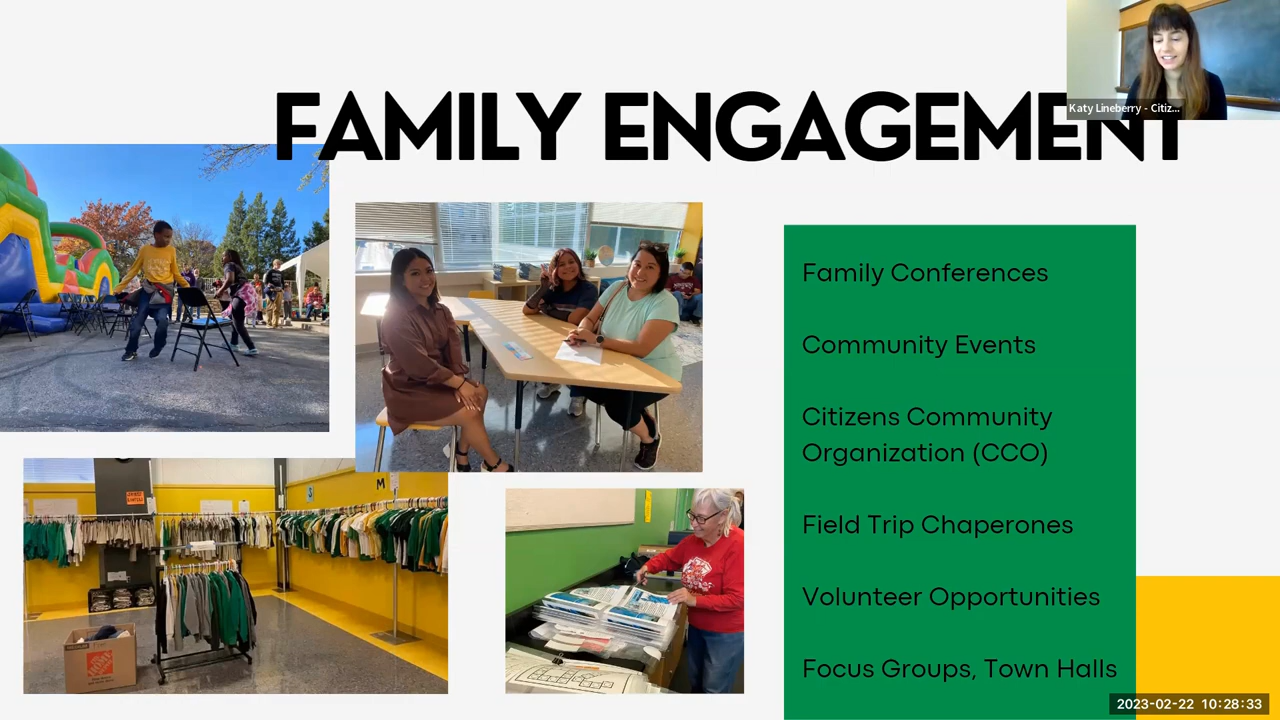 FAMILY ENGAGEMENT
Katy Lineberry - Citiz...
Family Conferences
Community Events
Citizens Community
Organization (CCO)
Field Trip Chaperones
Volunteer Opportunities
Focus Groups, Town Halls
S
M
2023-02-22 10:28:33